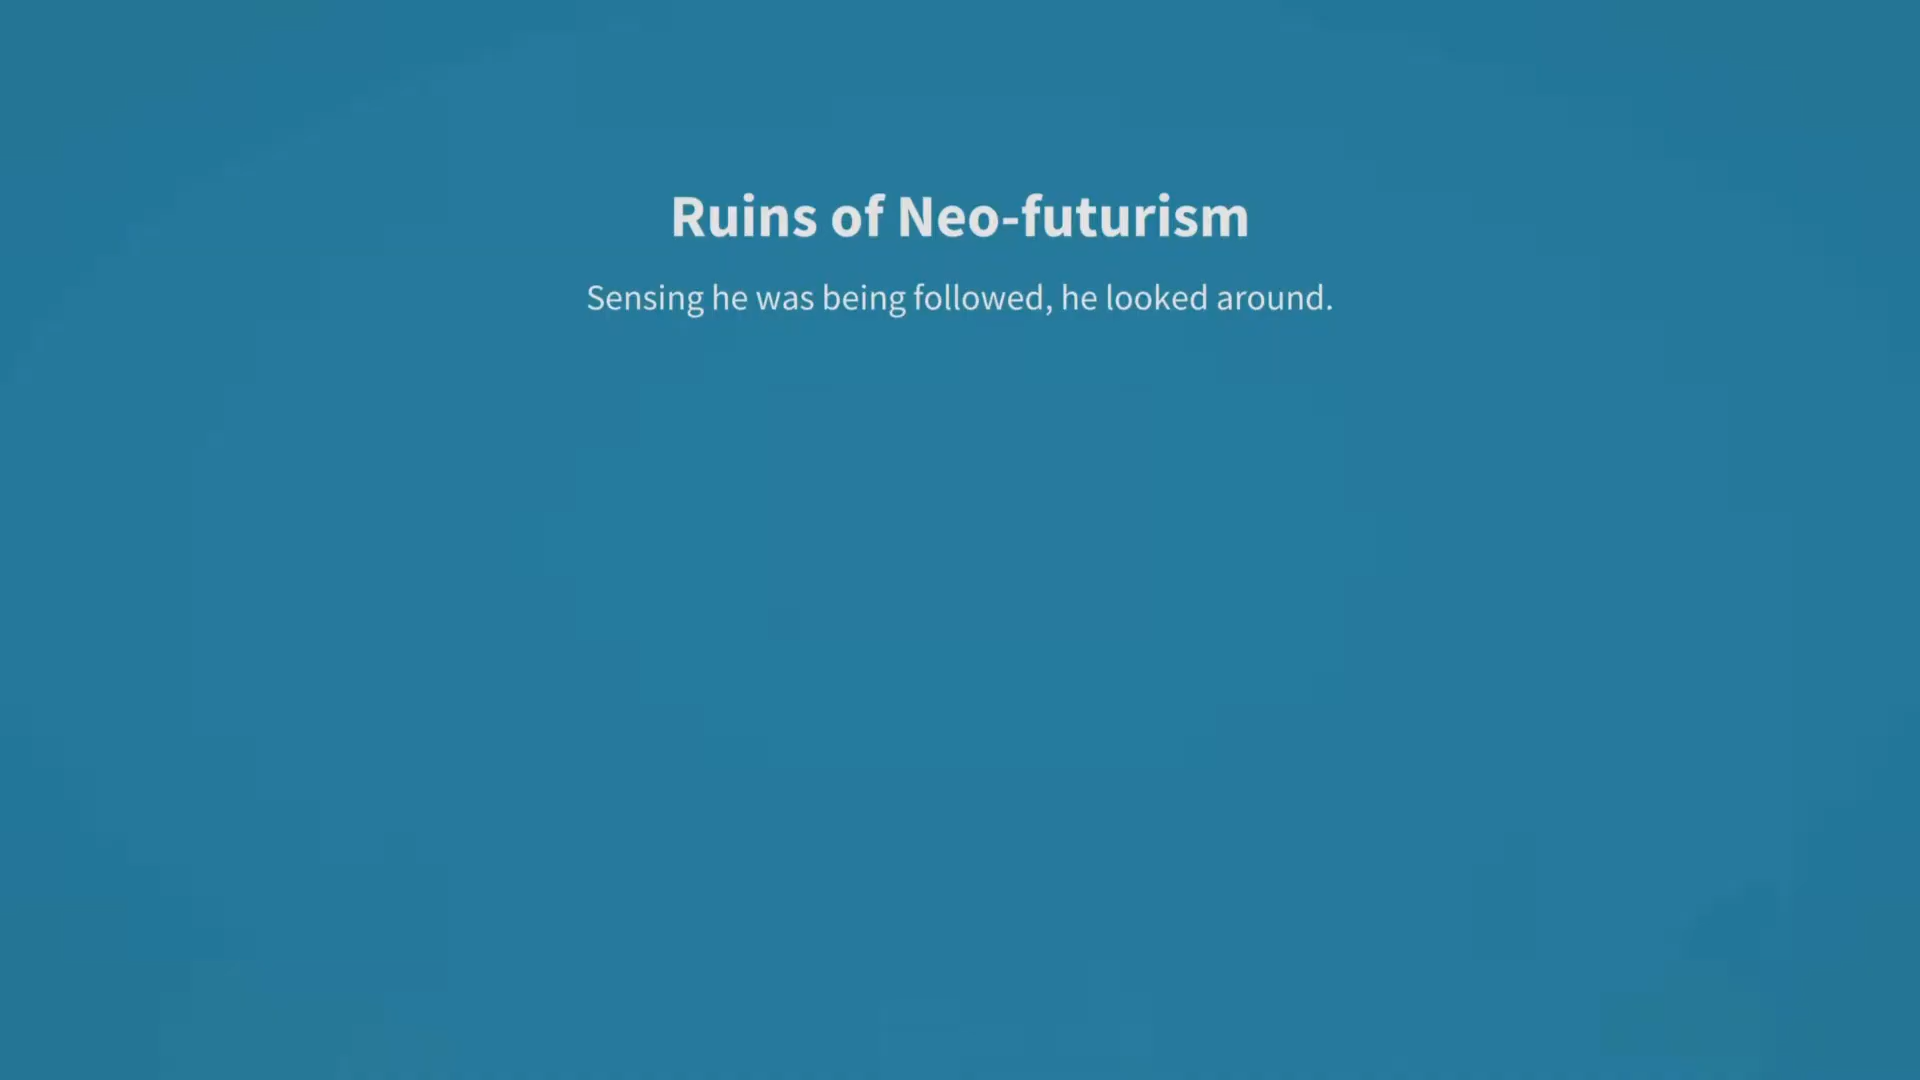 Ruins of Neo-futurism
Sensing he was being followed, he looked around.